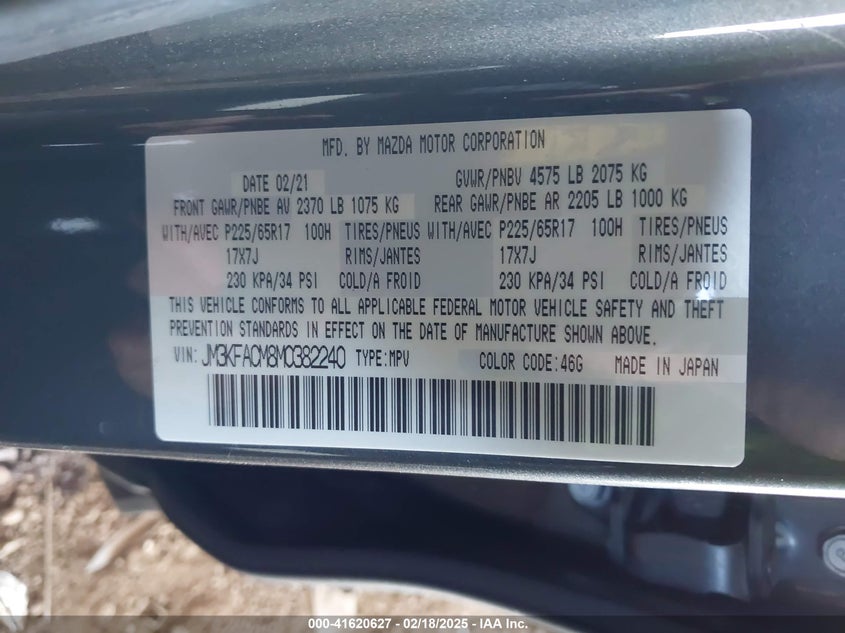 MFD. BY MAZDA MOTOR CORPORATION
DATE 02/21 GVWR/PNBV 4575 LB 2075 KG
FRONT GAWR/PNBE AV 2370 LB 1075 KG REAR GAWR/PNBE AR 2205 LB 1000 KG
WITH/AVEC P225/65R17 100H TIRES/PNEUS WITH/AVEC P225/65R17 100H TIRES/PNEUS
17X7J RIMS/JANTES 17X7J RIMS/JANTES
230 KPA/34 PSI COLD/A FROID 230 KPA/34 PSI COLD/A FROID
THIS VEHICLE CONFORMS TO ALL APPLICABLE FEDERAL MOTOR VEHICLE SAFETY AND THEFT
PREVENTION STANDARDS IN EFFECT ON THE DATE OF MANUFACTURE SHOWN ABOVE.
VIN: JM3KFACM8M0382240 TYPE:MPV COLOR CODE:46G MADE IN JAPAN
00-41620627 - 02/18/2025 - IAA Inc.